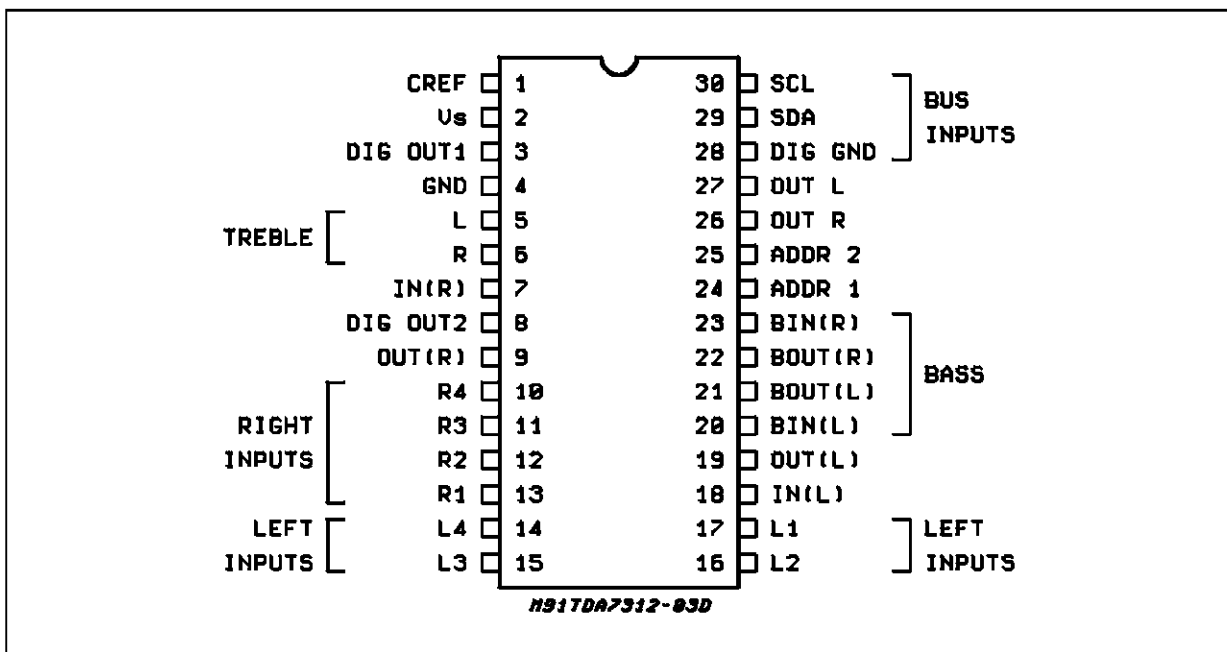 CREF 1 30 SCL
Vs 2 29 SDA
DIG OUT1 3 28 DIG GND
BUS
INPUTS
GND 4 27 OUT L
L 5 26 OUT R
R 6 25 ADDR 2
TREBLE
IN(R) 7 24 ADDR 1
DIG OUT2 8 23 BIN(R)
OUT(R) 9 22 BOUT(R)
R4 10 21 BOUT(L)
R3 11 20 BIN(L)
BASS
R2 12 19 OUT(L)
R1 13 18 IN(L)
RIGHT
INPUTS
L4 14 17 L1
L3 15 16 L2
LEFT
INPUTS
LEFT
INPUTS
M91TDA7312-03D